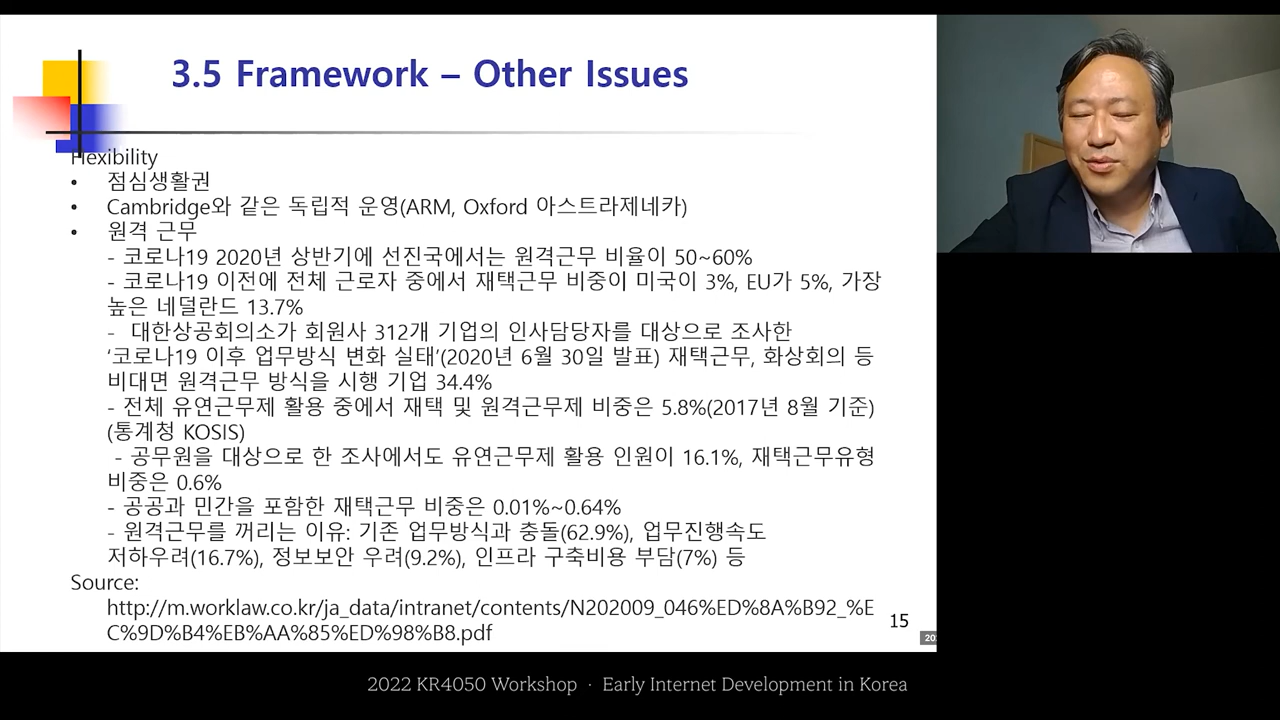 3.5 Framework – Other Issues
Flexibility
• 점심생활권
• Cambridge와 같은 독립적 운영(ARM, Oxford 아스트라제네카)
• 원격 근무
- 코로나19 2020년 상반기에 선진국에서는 원격근무 비율이 50~60%
- 코로나19 이전에 전체 근로자 중에서 재택근무 비중이 미국이 3%, EU가 5%, 가장
높은 네덜란드 13.7%
- 대한상공회의소가 회원사 312개 기업의 인사담당자를 대상으로 조사한
‘코로나19 이후 업무방식 변화 실태’(2020년 6월 30일 발표) 재택근무, 화상회의 등
비대면 원격근무 방식을 시행 기업 34.4%
- 전체 유연근무제 활용 중에서 재택 및 원격근무제 비중은 5.8%(2017년 8월 기준)
(통계청 KOSIS)
- 공무원을 대상으로 한 조사에서도 유연근무제 활용 인원이 16.1%, 재택근무유형
비중은 0.6%
- 공공과 민간을 포함한 재택근무 비중은 0.01%~0.64%
- 원격근무를 꺼리는 이유: 기존 업무방식과 충돌(62.9%), 업무진행속도
저하우려(16.7%), 정보보안 우려(9.2%), 인프라 구축비용 부담(7%) 등
Source:
http://m.worklaw.co.kr/ja_data/intranet/contents/N202009_046%ED%8A%B92_%E
C%9D%B4%EB%AA%85%ED%98%B8.pdf
15
20
2022 KR4050 Workshop · Early Internet Development in Korea